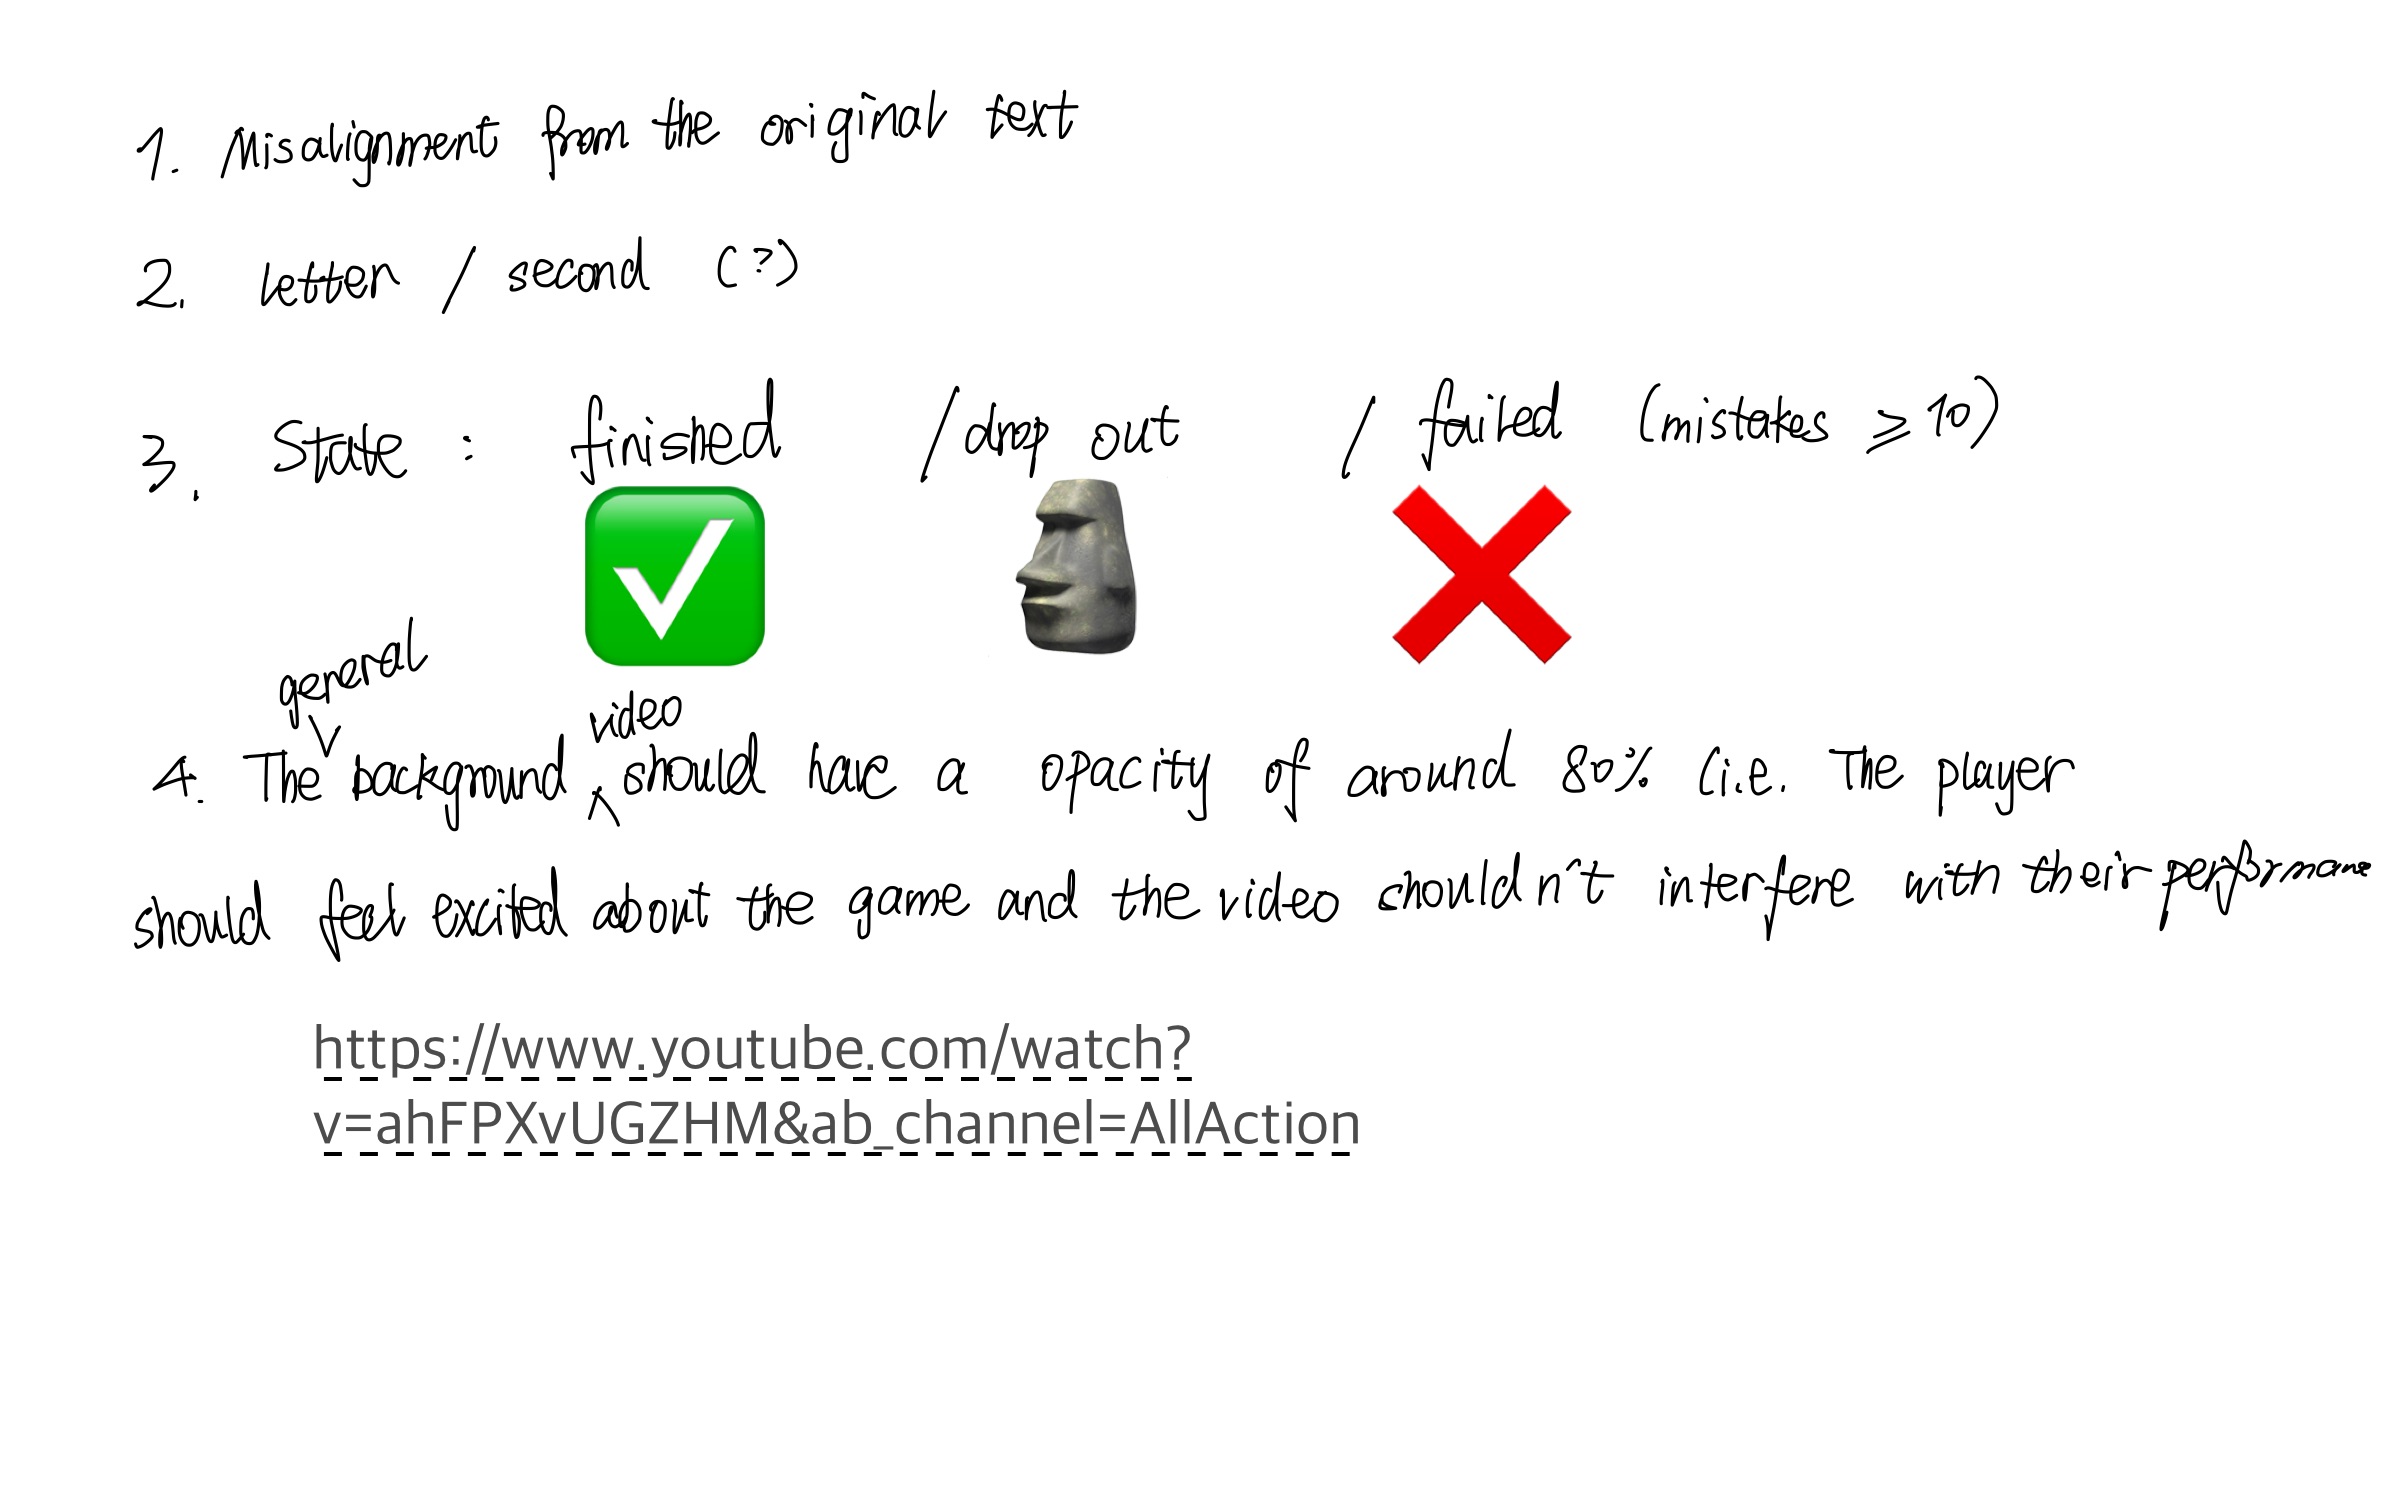 1. Misalignment from the original text
2. letter / second (?)
3. State : finished / drop out / failed (mistakes ⩾ 10)
general
video
4. The background should have a opacity of around 80% (i.e. The player
should feel excited about the game and the video shouldn't interfere with their performance
https://www.youtube.com/watch?
v=ahFPXvUGZHM&ab_channel=AllAction